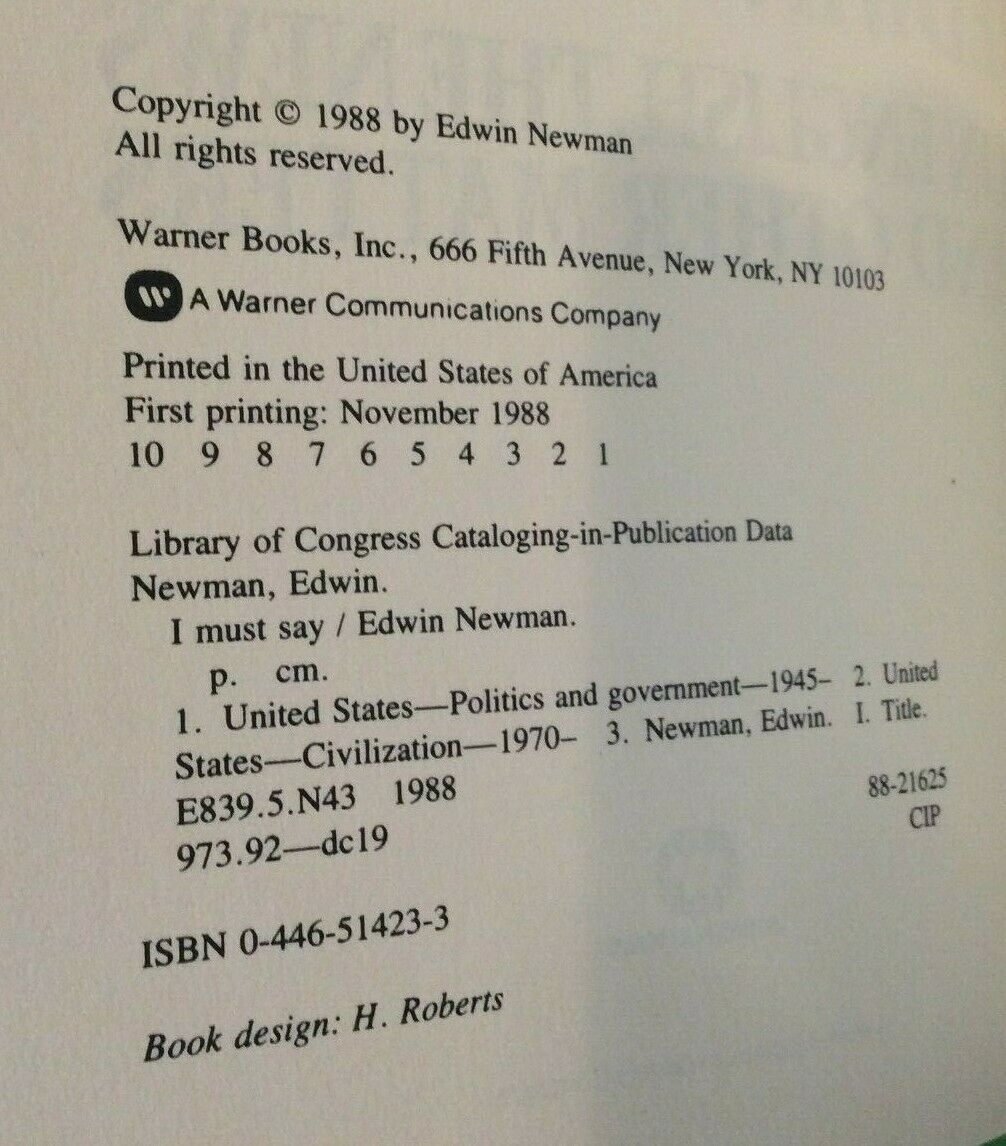 Copyright © 1988 by Edwin Newman
All rights reserved.
Warner Books, Inc., 666 Fifth Avenue, New York, NY 10103
A Warner Communications Company
Printed in the United States of America
First printing: November 1988
10 9 8 7 6 5 4 3 2 1
Library of Congress Cataloging-in-Publication Data
Newman, Edwin.
I must say / Edwin Newman.
p. cm.
1. United States—Politics and government—1945– 2. United
States—Civilization—1970– 3. Newman, Edwin. I. Title.
E839.5.N43 1988
973.92—dc19
88-21625
CIP
ISBN 0-446-51423-3
Book design: H. Roberts